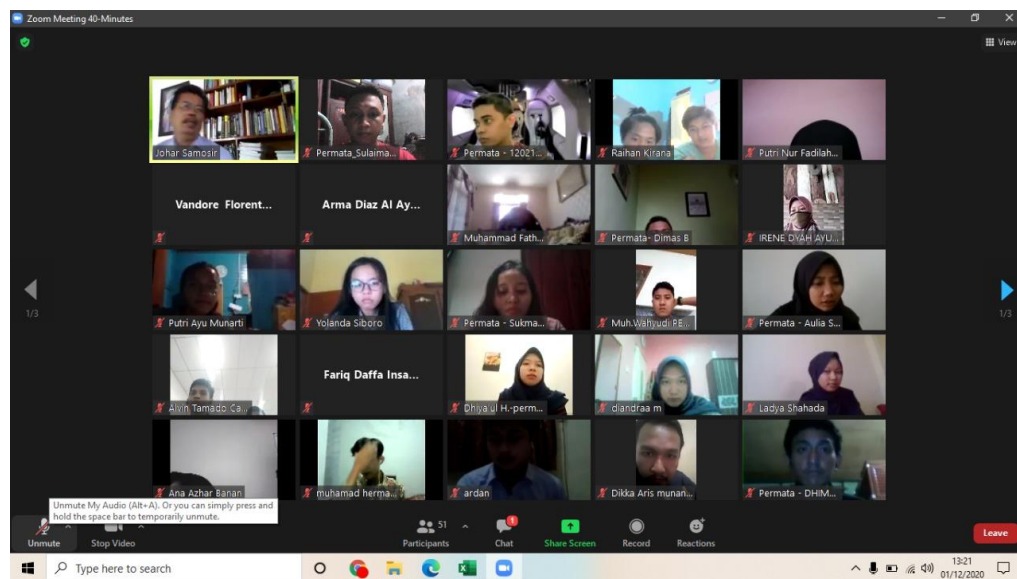 Zoom Meeting 40-Minutes
View
Johar Samosir
Permata_Sulaima...
Permata - 12021...
Raihan Kirana
Putri Nur Fadilah...
Vandore Florent...
Arma Diaz Al Ay...
Muhammad Fath...
Permata- Dimas B
IRENE DYAH AYU...
1/3
1/3
Putri Ayu Munarti
Yolanda Siboro
Permata - Sukma...
Muh.Wahyudi PE...
Permata - Aulia S...
Alvin Tamado Ca...
Fariq Daffa Insa...
Dhiya ul H.-perm...
diandraa m
Ladya Shahada
Ana Azhar Banan
muhamad herma...
ardan
Dikka Aris munan...
Permata - DHIM...
Unmute My Audio (Alt+A). Or you can simply press and
hold the space bar to temporarily unmute.
51
1
Unmute
Stop Video
Participants
Chat
Share Screen
Record
Reactions
Leave
Type here to search
13:21
01/12/2020